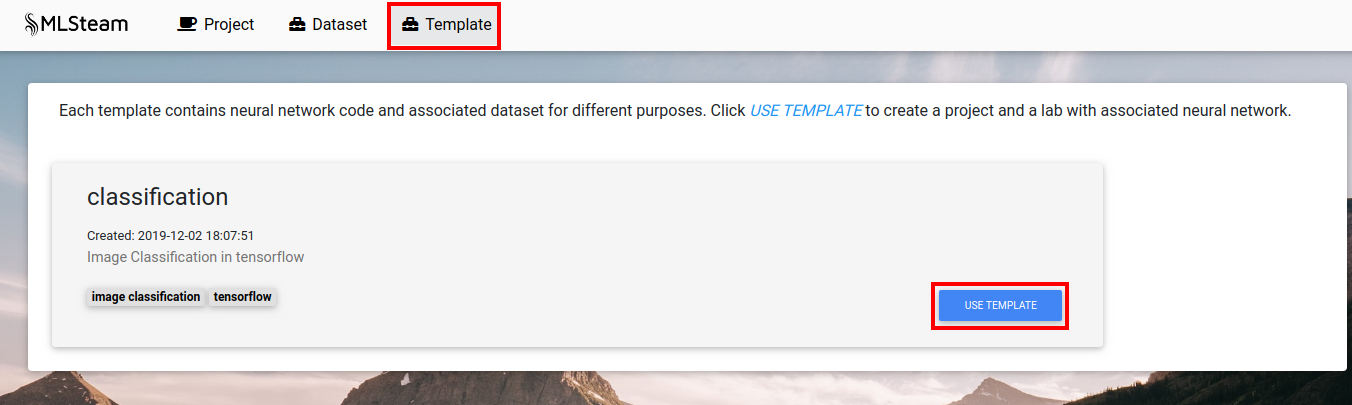 MLSteam Project Dataset Template
Each template contains neural network code and associated dataset for different purposes. Click USE TEMPLATE to create a project and a lab with associated neural network.
classification
Created: 2019-12-02 18:07:51
Image Classification in tensorflow
image classification tensorflow
USE TEMPLATE